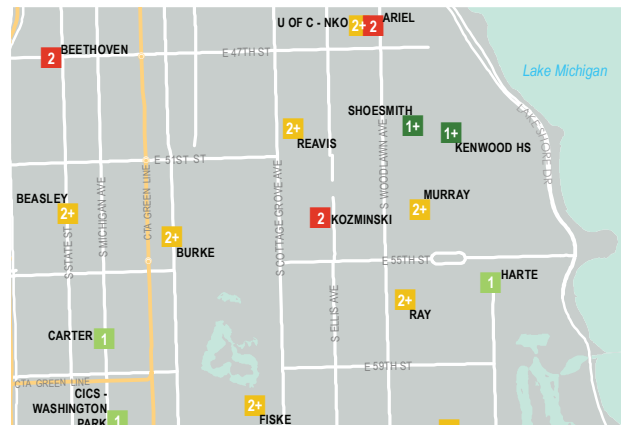 U OF C - NKO
2+
2
ARIEL
2
BEETHOVEN
E 47TH ST
Lake Michigan
SHOESMITH
1+
1+
KENWOOD HS
LAKE SHORE DR
2+
REAVIS
S WOODLAWN AVE
E 51ST ST
BEASLEY
2+
S STATE ST
S MICHIGAN AVE
CTA GREEN LINE
2+
BURKE
S COTTAGE GROVE AVE
2
KOZMINSKI
MURRAY
2+
E 55TH ST
HARTE
1
2+
RAY
S ELLIS AVE
CARTER
1
E 59TH ST
CTA GREEN LINE
CICS -
WASHINGTON
PARK
1
2+
FISKE